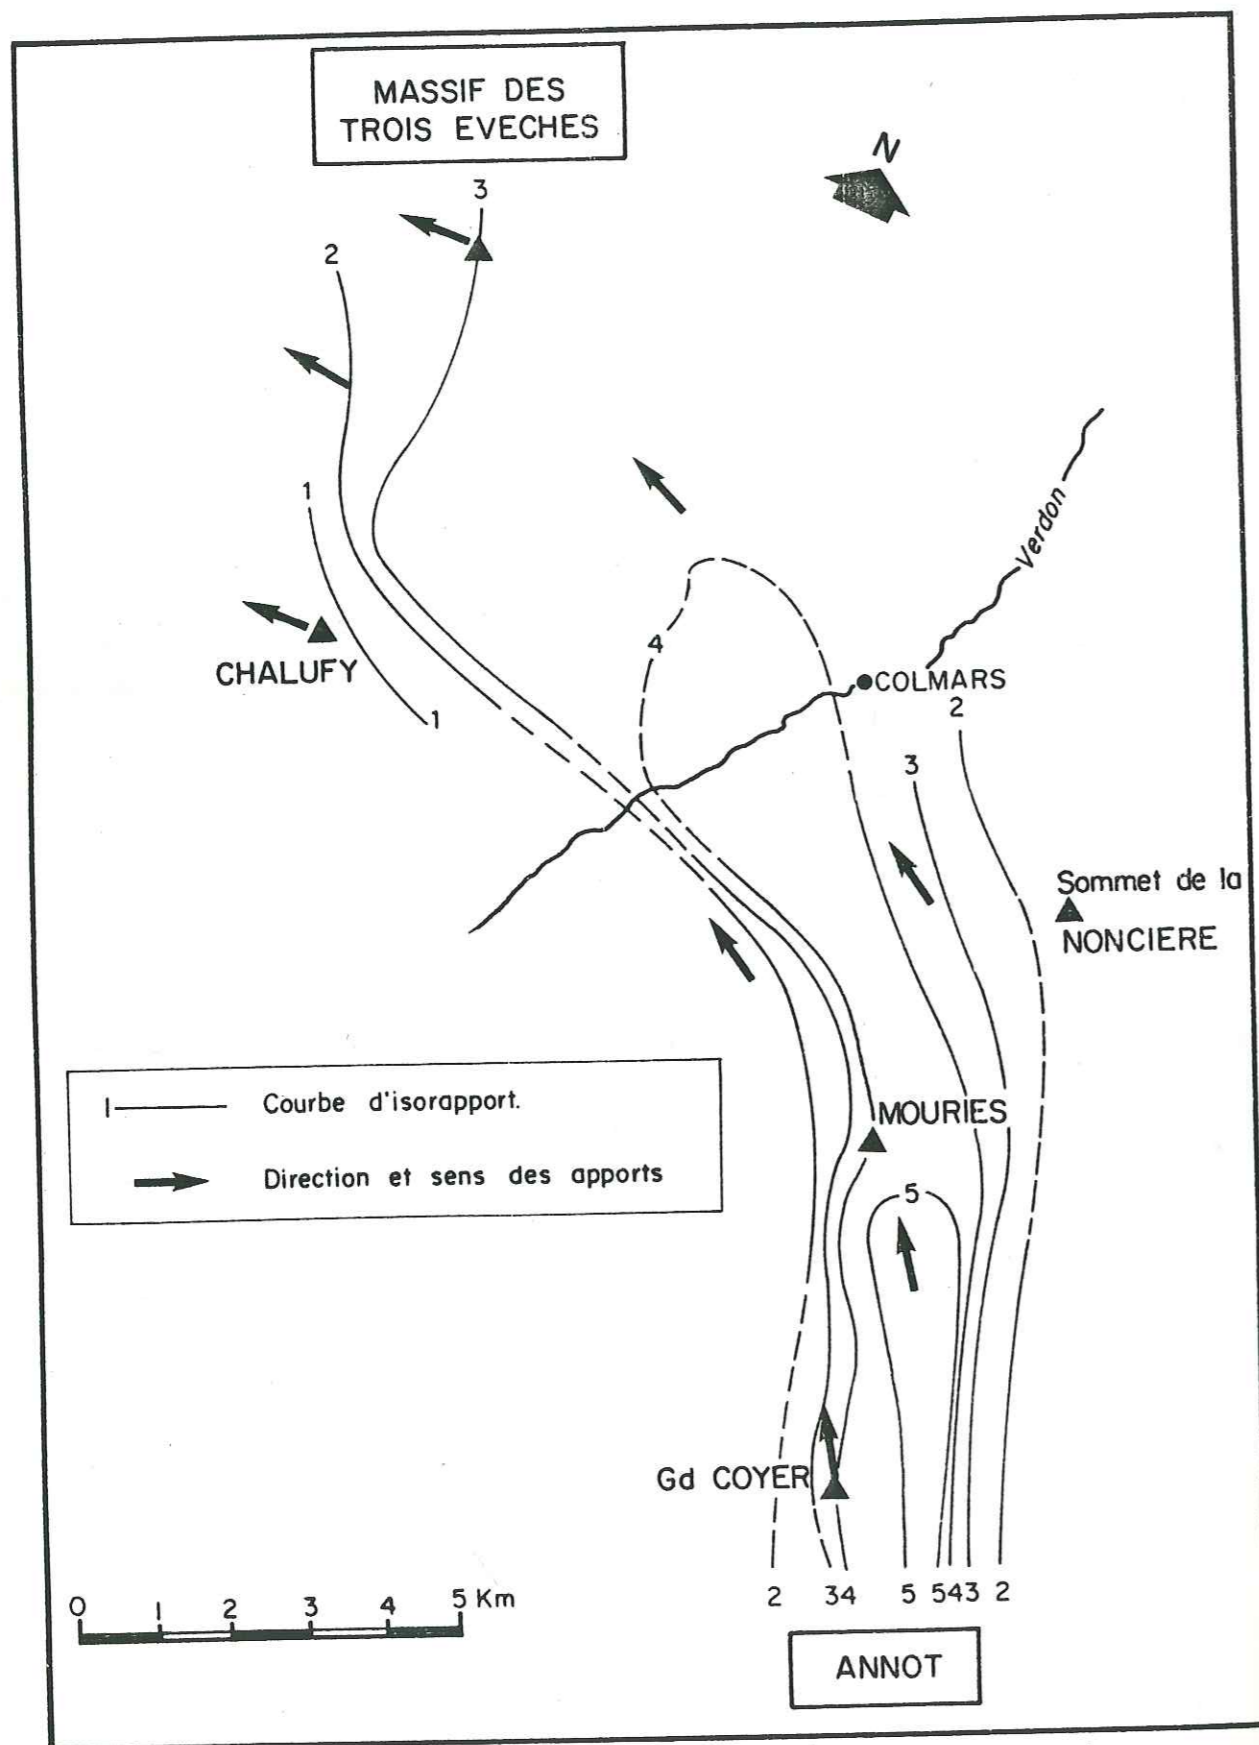 MASSIF DES
TROIS EVECHES
N
3
2
1
Verdon
4
CHALUFY
COLMARS
1
2
3
Sommet de la
NONCIERE
1 Courbe d'isorapport.
MOURIES
Direction et sens des apports
5
Gd COYER
2 34 5 543 2
0 1 2 3 4 5 Km
ANNOT